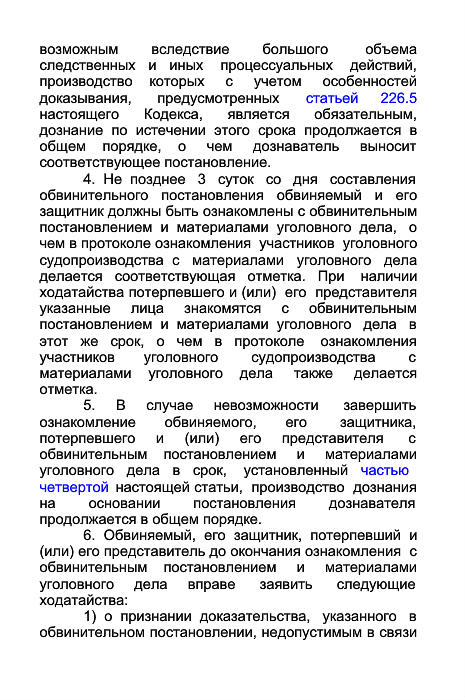 возможным вследствие большого объема
следственных и иных процессуальных действий,
производство которых с учетом особенностей
доказывания, предусмотренных статьей 226.5
настоящего Кодекса, является обязательным,
дознание по истечении этого срока продолжается в
общем порядке, о чем дознаватель выносит
соответствующее постановление.
4. Не позднее 3 суток со дня составления
обвинительного постановления обвиняемый и его
защитник должны быть ознакомлены с обвинительным
постановлением и материалами уголовного дела, о
чем в протоколе ознакомления участников уголовного
судопроизводства с материалами уголовного дела
делается соответствующая отметка. При наличии
ходатайства потерпевшего и (или) его представителя
указанные лица знакомятся с обвинительным
постановлением и материалами уголовного дела в
этот же срок, о чем в протоколе ознакомления
участников уголовного судопроизводства с
материалами уголовного дела также делается
отметка.
5. В случае невозможности завершить
ознакомление обвиняемого, его защитника,
потерпевшего и (или) его представителя с
обвинительным постановлением и материалами
уголовного дела в срок, установленный частью
четвертой настоящей статьи, производство дознания
на основании постановления дознавателя
продолжается в общем порядке.
6. Обвиняемый, его защитник, потерпевший и
(или) его представитель до окончания ознакомления с
обвинительным постановлением и материалами
уголовного дела вправе заявить следующие
ходатайства:
1) о признании доказательства, указанного в
обвинительном постановлении, недопустимым в связи